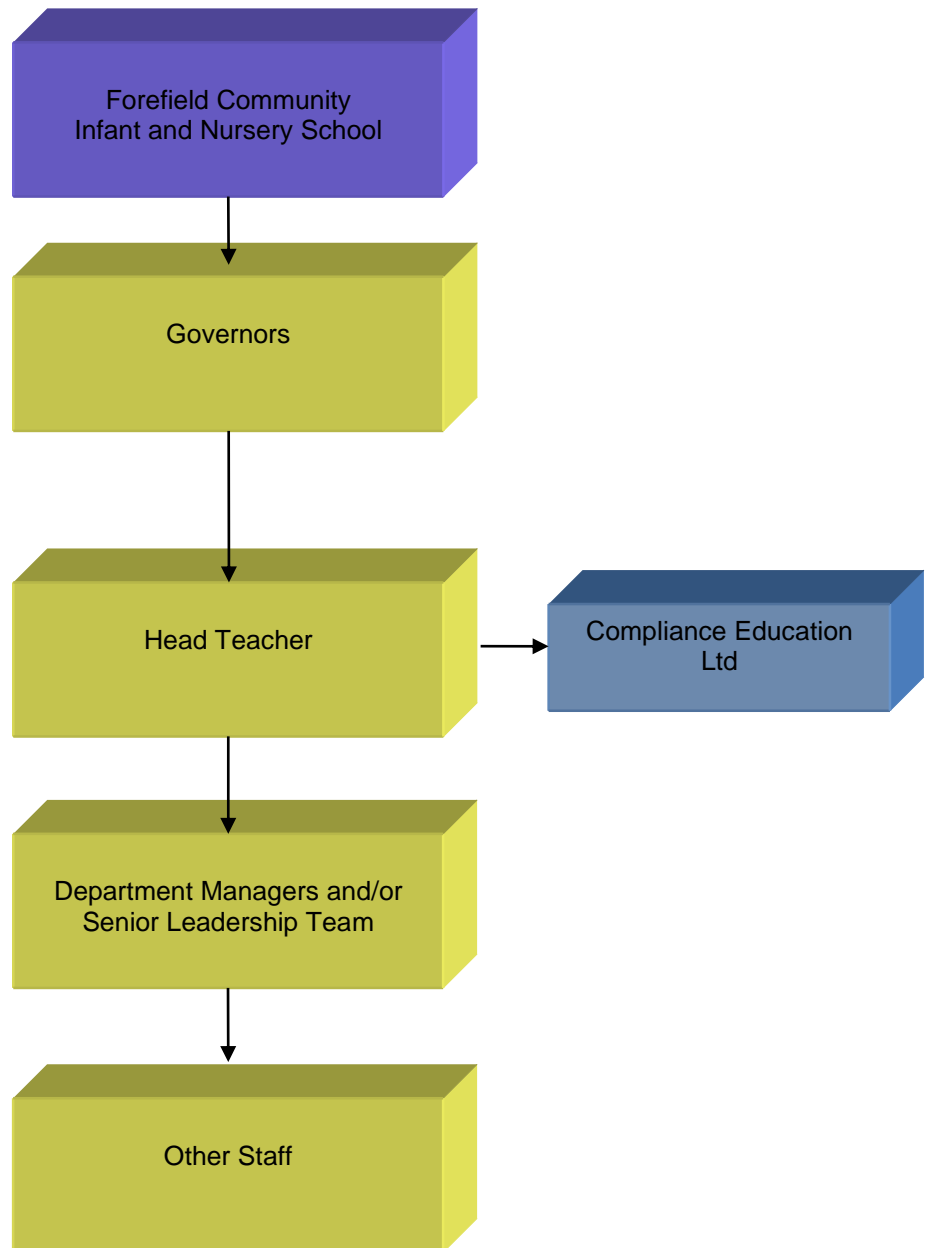 Forefield Community
Infant and Nursery School
Governors
Head Teacher
Compliance Education
Ltd
Department Managers and/or
Senior Leadership Team
Other Staff